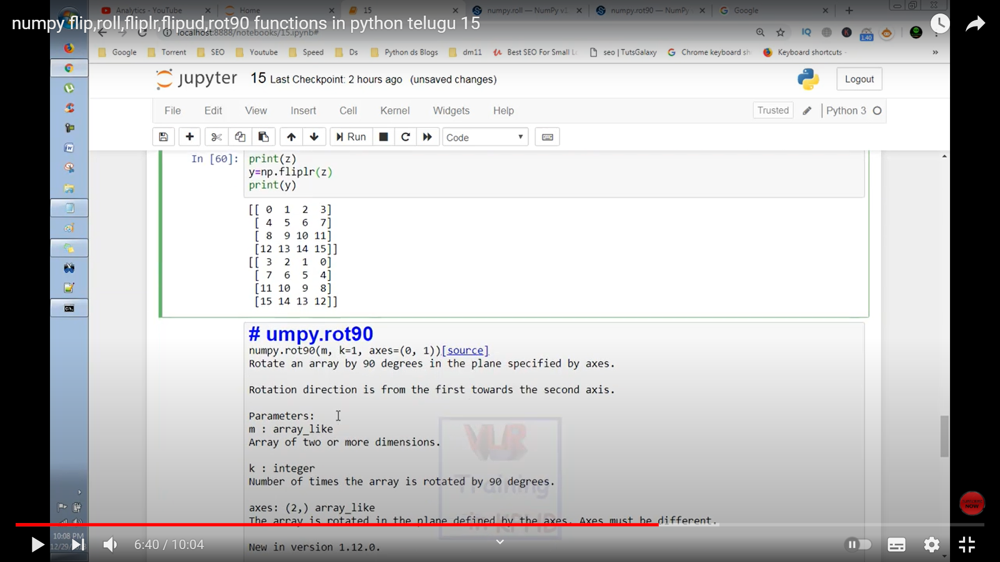 Analytics - YouTube
Home
15
numpy.roll — NumPy v1
numpy.rot90 — NumPy
Google
numpy flip,roll,fliplr,flipud,rot90 functions in python telugu 15
localhost:8888/notebooks/15.ipynb#
IQ
K
1.40
Google
Torrent
SEO
Youtube
Speed
Ds
Python ds Blogs
dm11
Best SEO For Small Lo
seo | TutsGalaxy
Chrome keyboard sh
Keyboard shortcuts -
»
jupyter 15 Last Checkpoint: 2 hours ago (unsaved changes)
Logout
File Edit View Insert Cell Kernel Widgets Help
Trusted
Python 3
Run
Code
In [60]: print(z)
y=np.fliplr(z)
print(y)
[[ 0 1 2 3]
[ 4 5 6 7]
[ 8 9 10 11]
[12 13 14 15]]
[[ 3 2 1 0]
[ 7 6 5 4]
[11 10 9 8]
[15 14 13 12]]
# umpy.rot90
numpy.rot90(m, k=1, axes=(0, 1))[source]
Rotate an array by 90 degrees in the plane specified by axes.
Rotation direction is from the first towards the second axis.
Parameters:
m : array_like
Array of two or more dimensions.
VLR
k : integer
Number of times the array is rotated by 90 degrees.
Training
axes: (2,) array_like
The array is rotated in the plane defined by the axes. Axes must be different.
in KPHB
SUBSCRIBE
NOW
10:08 PM
6:40 / 10:04
New in version 1.12.0.